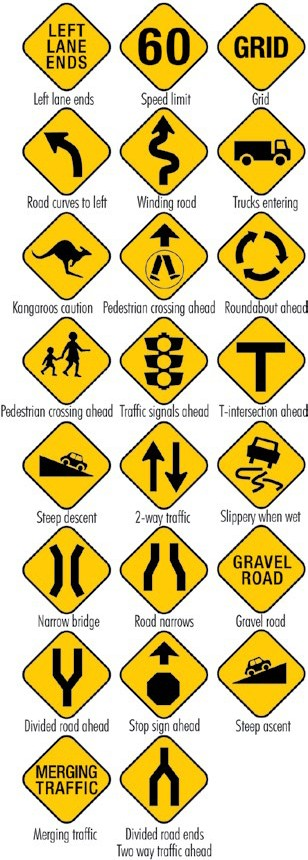 LEFT
LANE
ENDS
60
GRID
Left lane ends
Speed limit
Grid
Road curves to left
Winding road
Trucks entering
Kangaroos caution
Pedestrian crossing ahead
Roundabout ahead
Pedestrian crossing ahead
Traffic signals ahead
T-intersection ahead
Steep descent
2-way traffic
Slippery when wet
GRAVEL
ROAD
Narrow bridge
Road narrows
Gravel road
Divided road ahead
Stop sign ahead
Steep ascent
MERGING
TRAFFIC
Merging traffic
Divided road ends
Two way traffic ahead